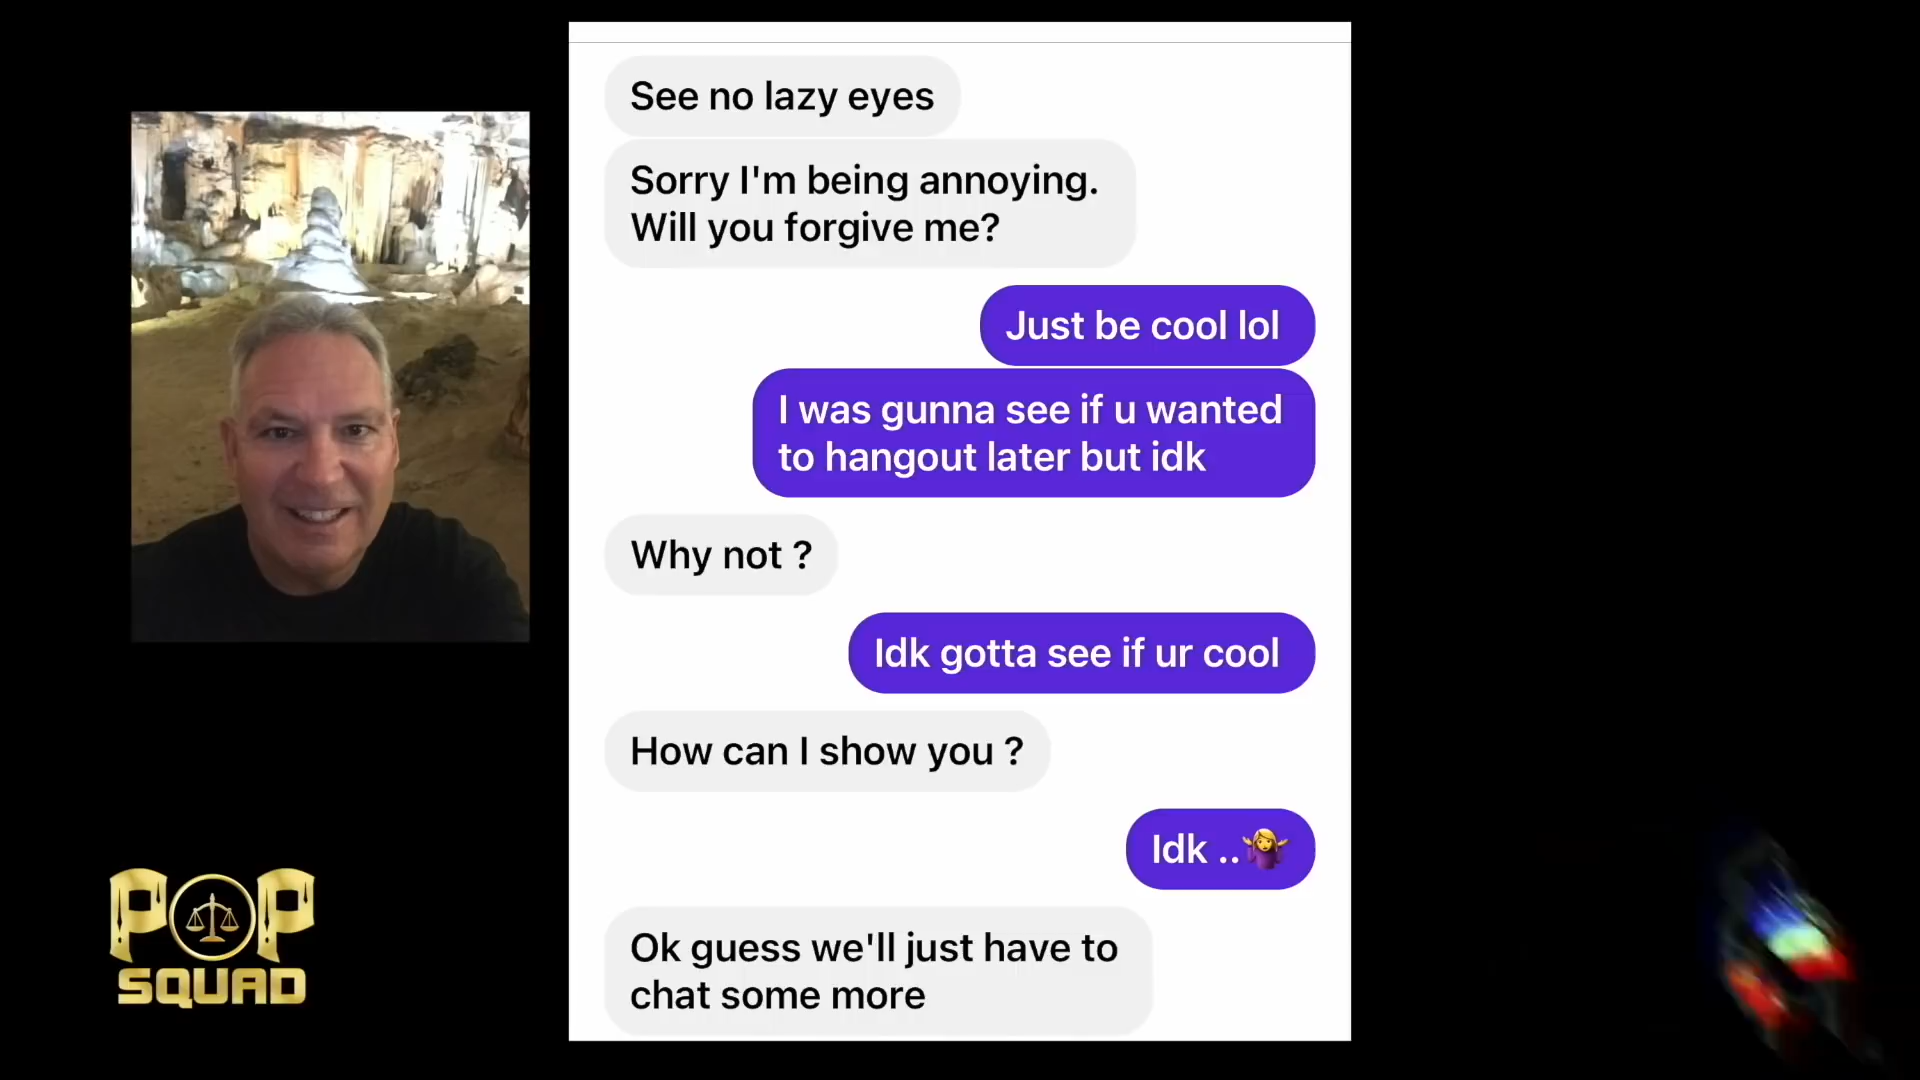 See no lazy eyes
Sorry I'm being annoying.
Will you forgive me?
Just be cool lol
I was gunna see if u wanted
to hangout later but idk
Why not ?
Idk gotta see if ur cool
How can I show you ?
Idk ..🤷‍♀️
Ok guess we'll just have to
chat some more
POP
SQUAD